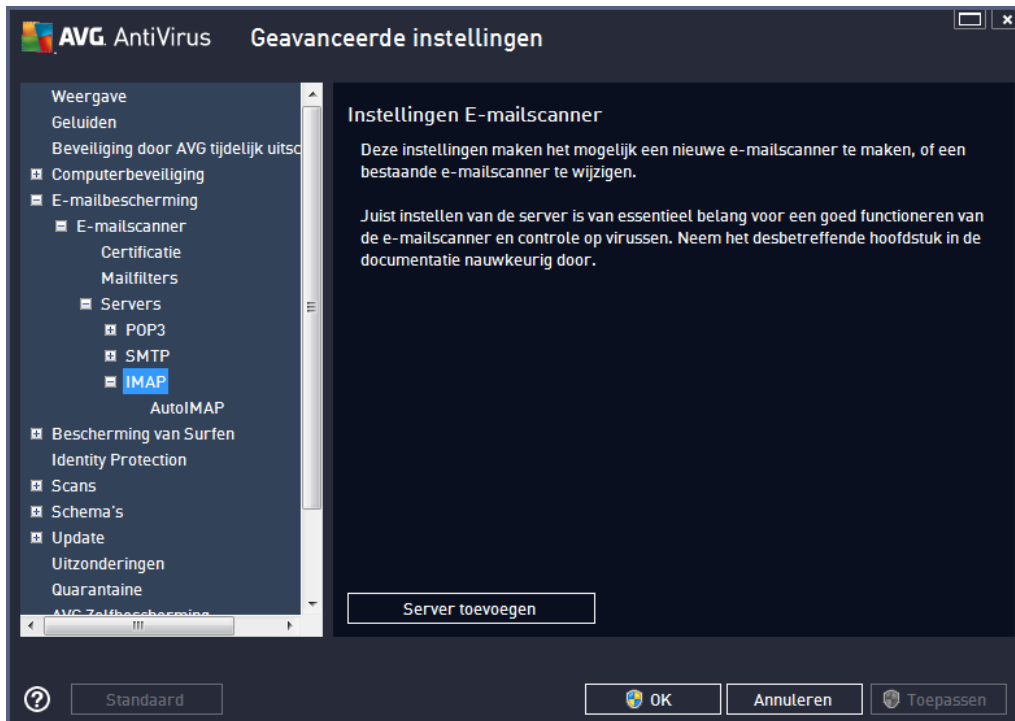 AVG. AntiVirus Geavanceerde instellingen
Weergave
Geluiden
Beveiliging door AVG tijdelijk uitsc
Computerbeveiliging
E-mailbescherming
E-mailscanner
Certificatie
Mailfilters
Servers
POP3
SMTP
IMAP
AutoIMAP
Bescherming van Surfen
Identity Protection
Scans
Schema's
Update
Uitzonderingen
Quarantaine
AVG Zelfbescherming
Instellingen E-mailscanner
Deze instellingen maken het mogelijk een nieuwe e-mailscanner te maken, of een
bestaande e-mailscanner te wijzigen.
Juist instellen van de server is van essentieel belang voor een goed functioneren van
de e-mailscanner en controle op virussen. Neem het desbetreffende hoofdstuk in de
documentatie nauwkeurig door.
Server toevoegen
? Standaard OK Annuleren Toepassen